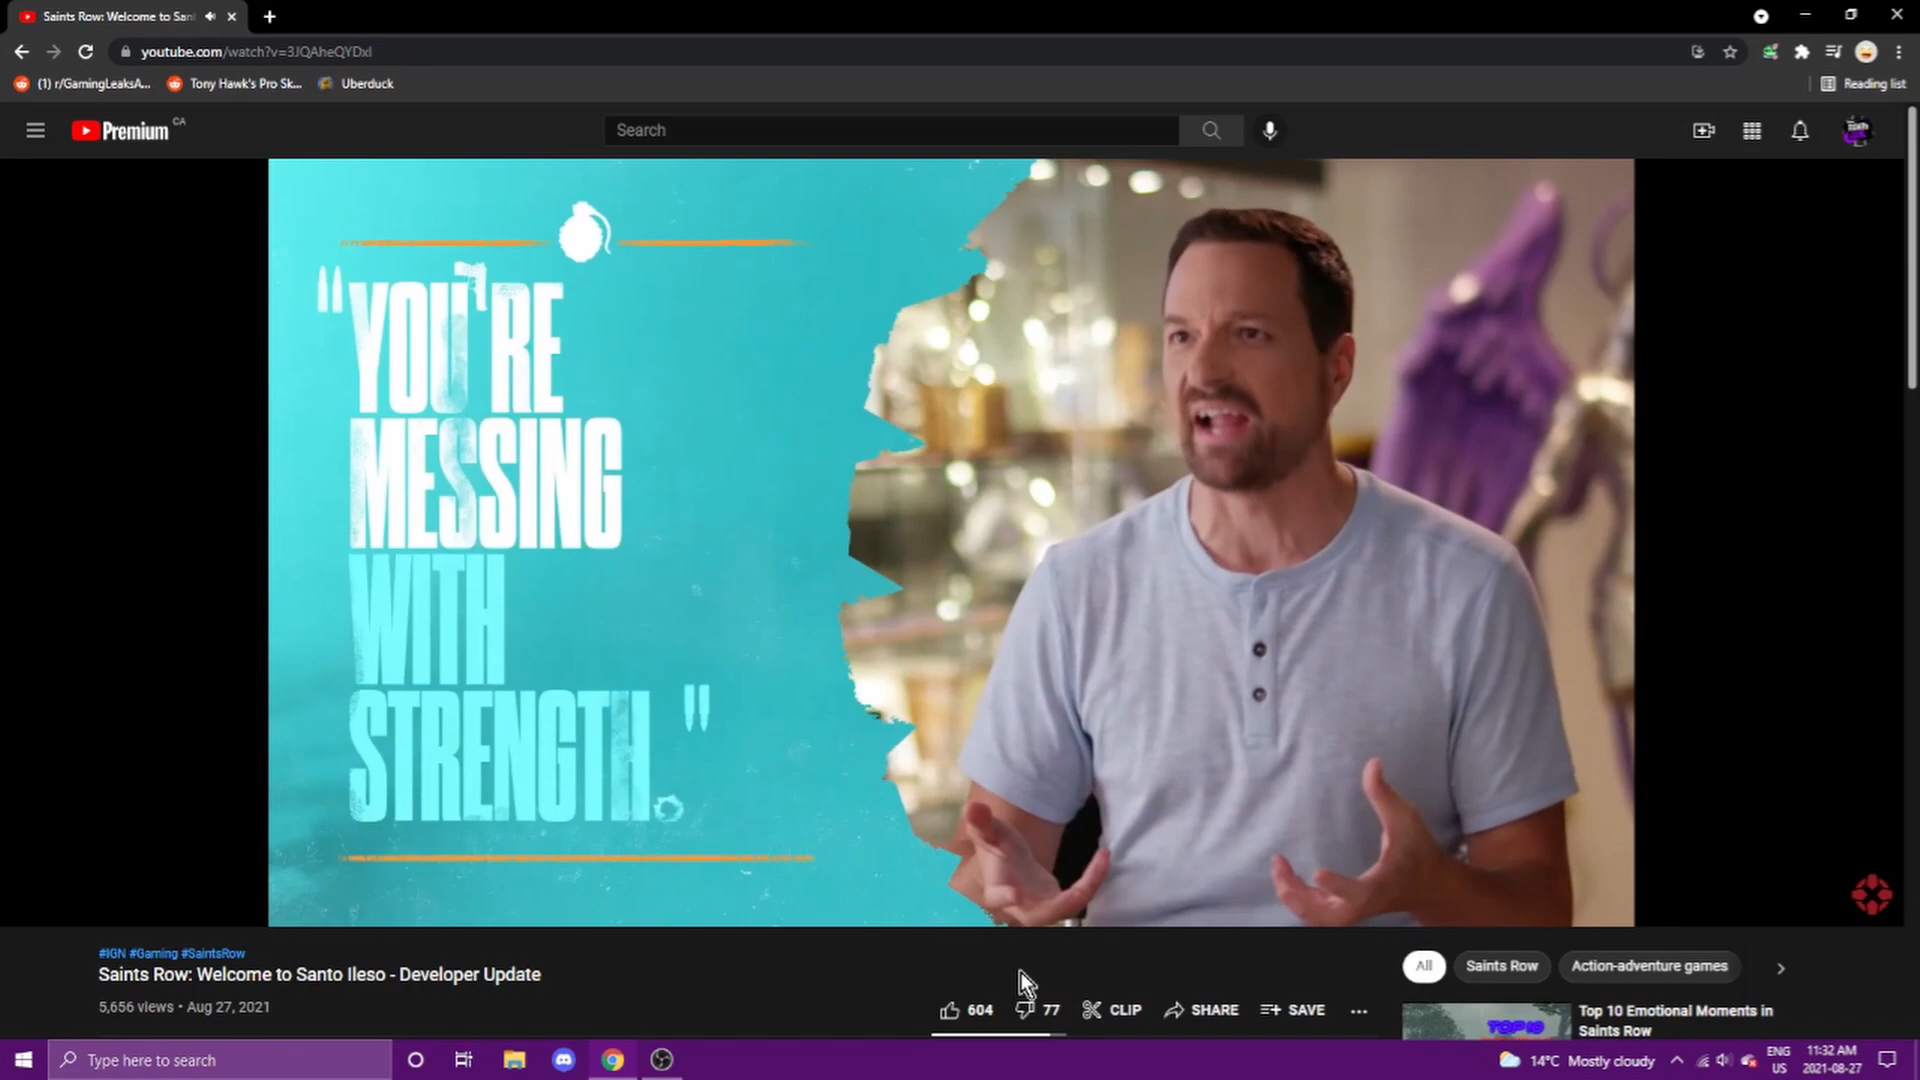 Saints Row: Welcome to San
youtube.com/watch?v=3JQAheQYDxI
(1) r/GamingLeaksA...
Tony Hawk's Pro Sk...
Uberduck
Reading list
Premium CA
Search
"YOU'RE
MESSING
WITH
STRENGTH."
#IGN #Gaming #SaintsRow
Saints Row: Welcome to Santo Ileso - Developer Update
5,656 views • Aug 27, 2021
604
77
CLIP
SHARE
SAVE
All
Saints Row
Action-adventure games
TOP 10
Top 10 Emotional Moments in
Saints Row
Type here to search
14°C Mostly cloudy
ENG
US
11:32 AM
2021-08-27